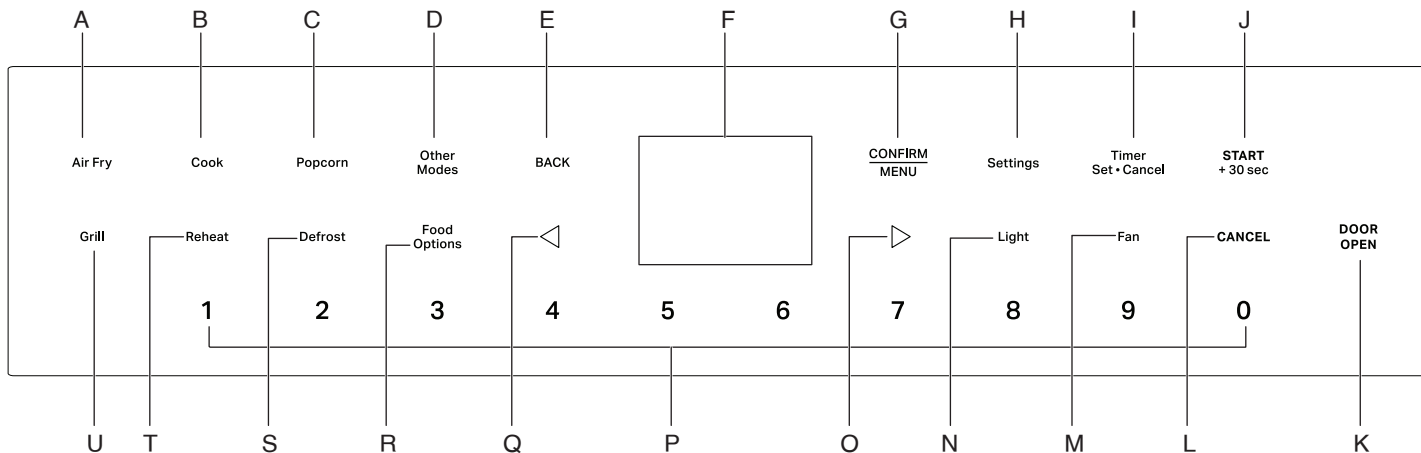 A B C D E F G H I J
Air Fry
Cook
Popcorn
Other
Modes
BACK
CONFIRM
MENU
Settings
Timer
Set • Cancel
START
+ 30 sec
Grill
Reheat
Defrost
Food
Options
Light
Fan
CANCEL
DOOR
OPEN
1 2 3 4 5 6 7 8 9 0
U T S R Q P O N M L K